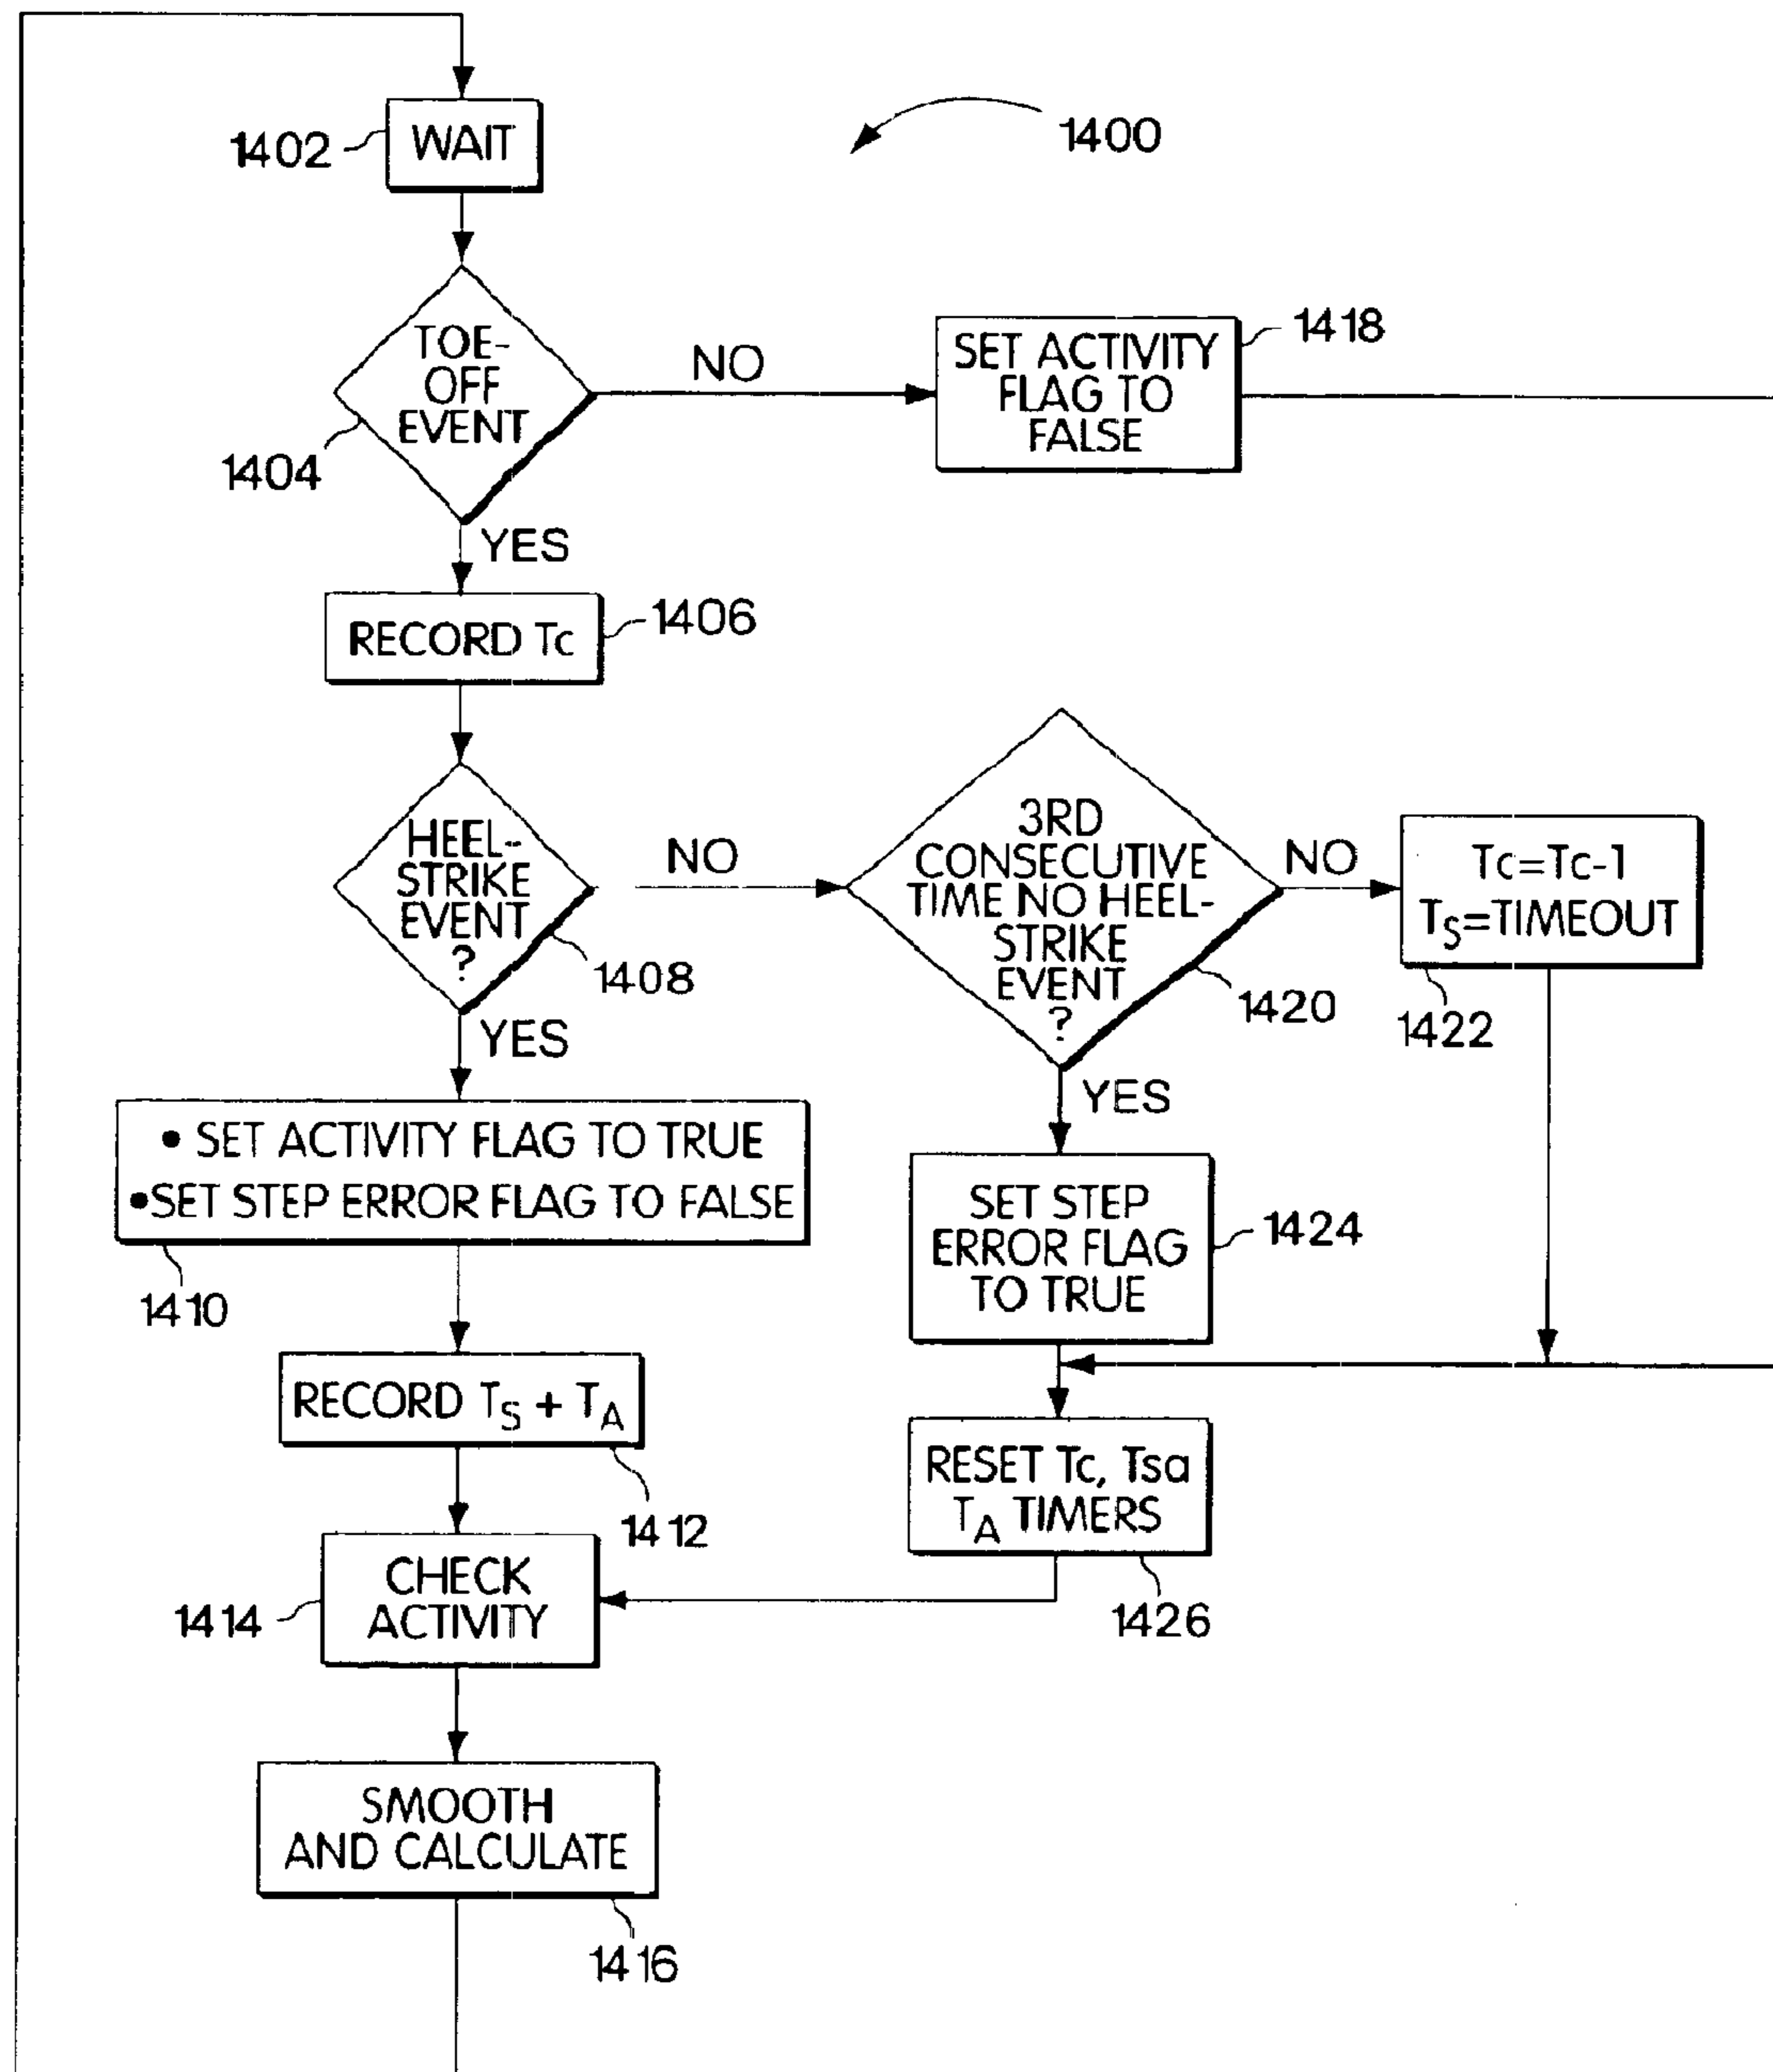 1400
1402
WAIT
TOE-
OFF
EVENT
1404
NO
SET ACTIVITY
FLAG TO
FALSE
1418
YES
RECORD Tc
1406
HEEL-
STRIKE
EVENT
?
1408
NO
3RD
CONSECUTIVE
TIME NO HEEL-
STRIKE
EVENT
?
1420
NO
Tc=Tc-1
TS=TIMEOUT
1422
YES
• SET ACTIVITY FLAG TO TRUE
•SET STEP ERROR FLAG TO FALSE
1410
YES
SET STEP
ERROR FLAG
TO TRUE
1424
RECORD TS + TA
1412
RESET Tc, Tsa
TA TIMERS
1426
CHECK
ACTIVITY
1414
SMOOTH
AND CALCULATE
1416